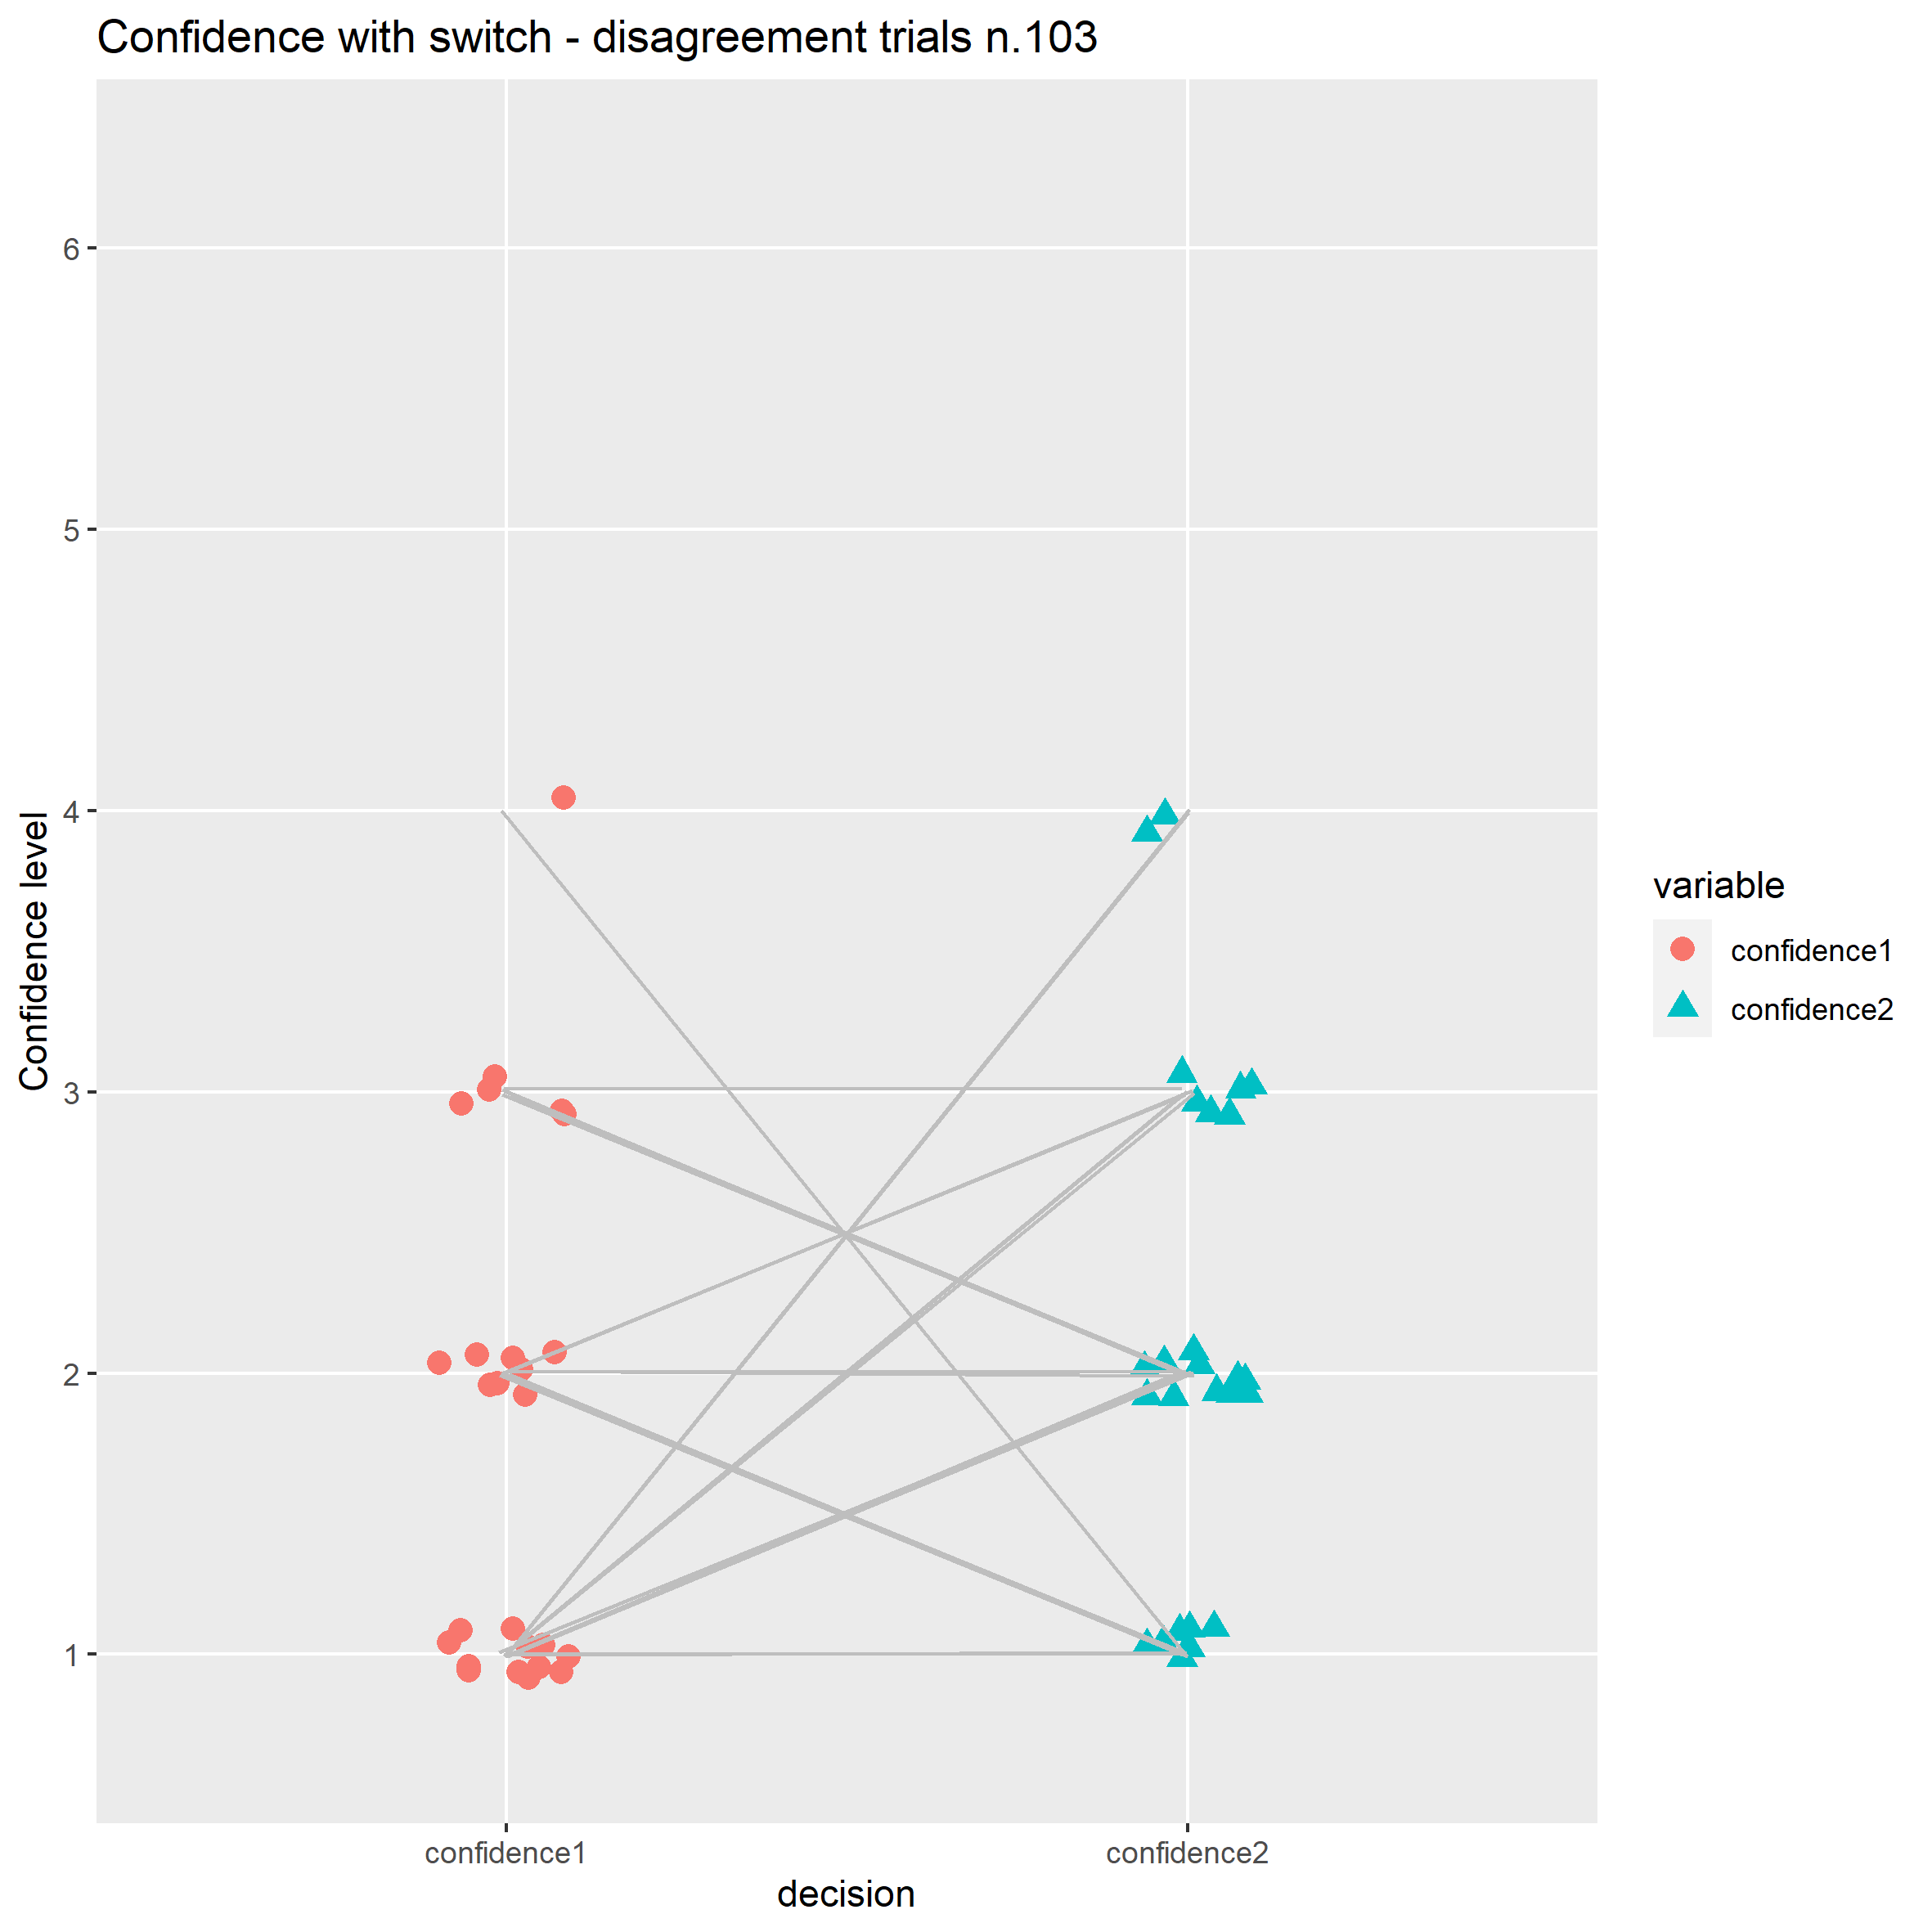 Confidence with switch - disagreement trials n.103
Confidence level
6
5
4
3
2
1
confidence1
confidence2
decision
variable
confidence1
confidence2